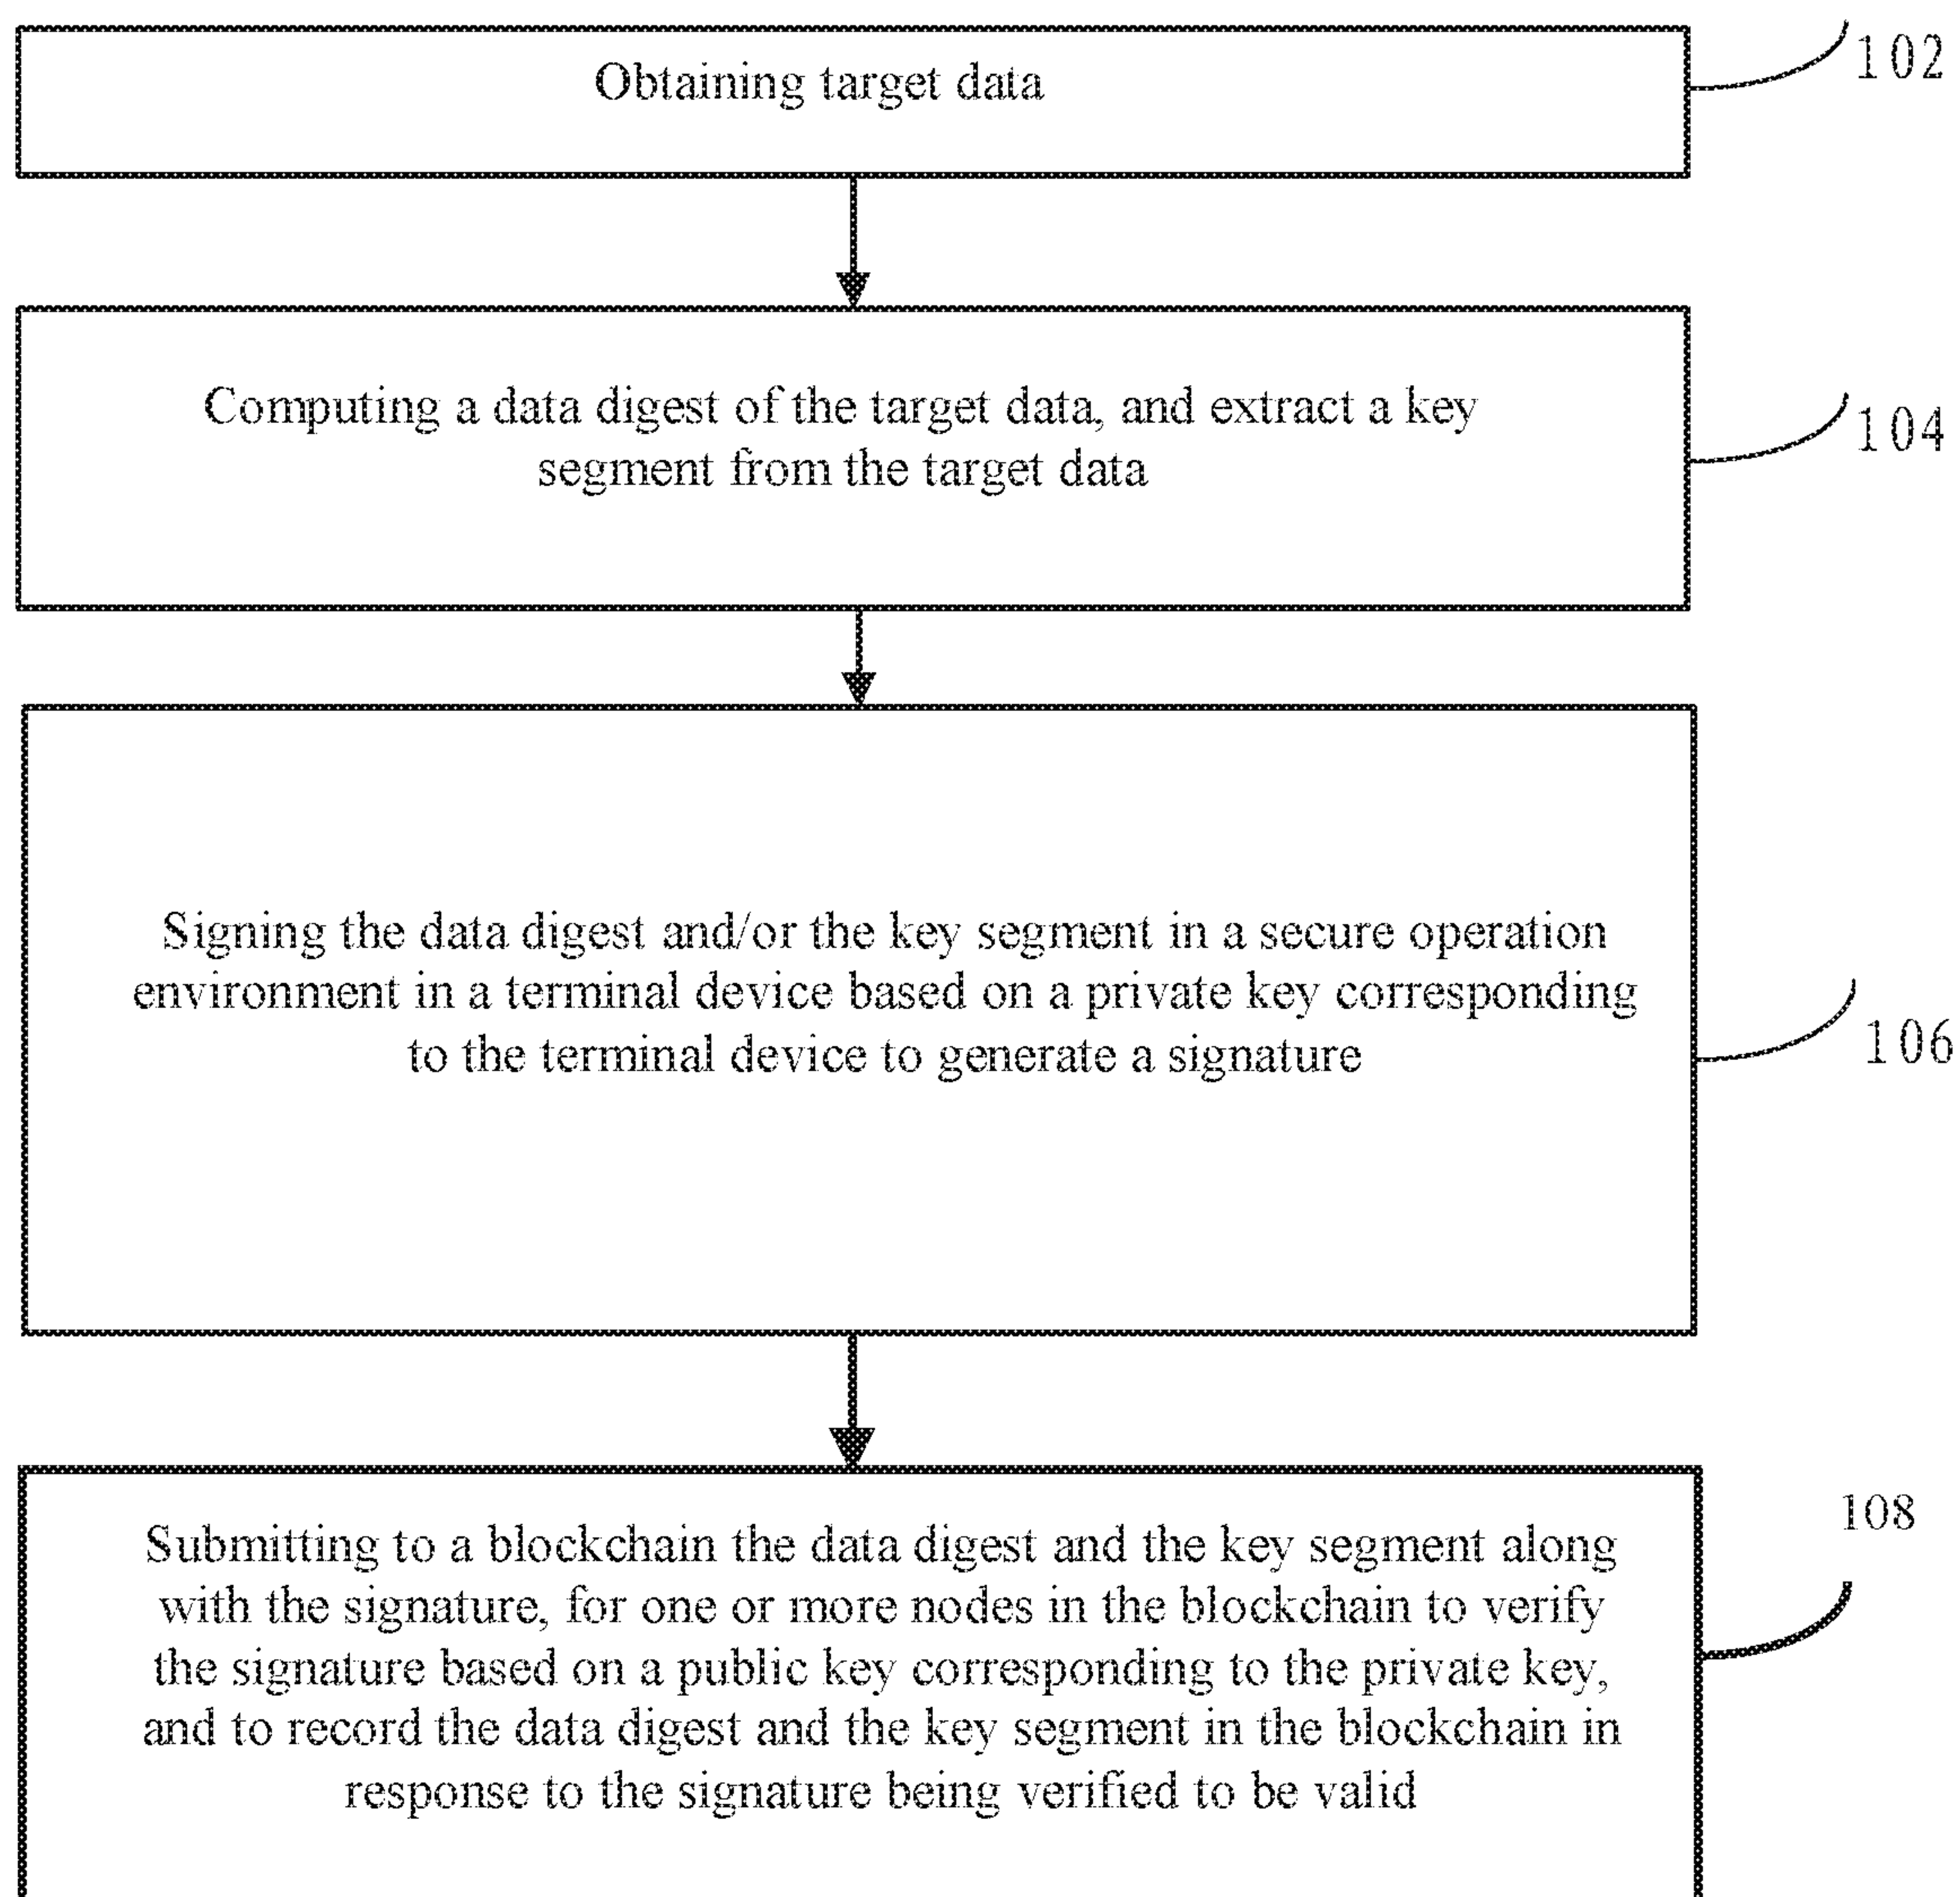 Obtaining target data
102
Computing a data digest of the target data, and extract a key
segment from the target data
104
Signing the data digest and/or the key segment in a secure operation
environment in a terminal device based on a private key corresponding
to the terminal device to generate a signature
106
Submitting to a blockchain the data digest and the key segment along
with the signature, for one or more nodes in the blockchain to verify
the signature based on a public key corresponding to the private key,
and to record the data digest and the key segment in the blockchain in
response to the signature being verified to be valid
108